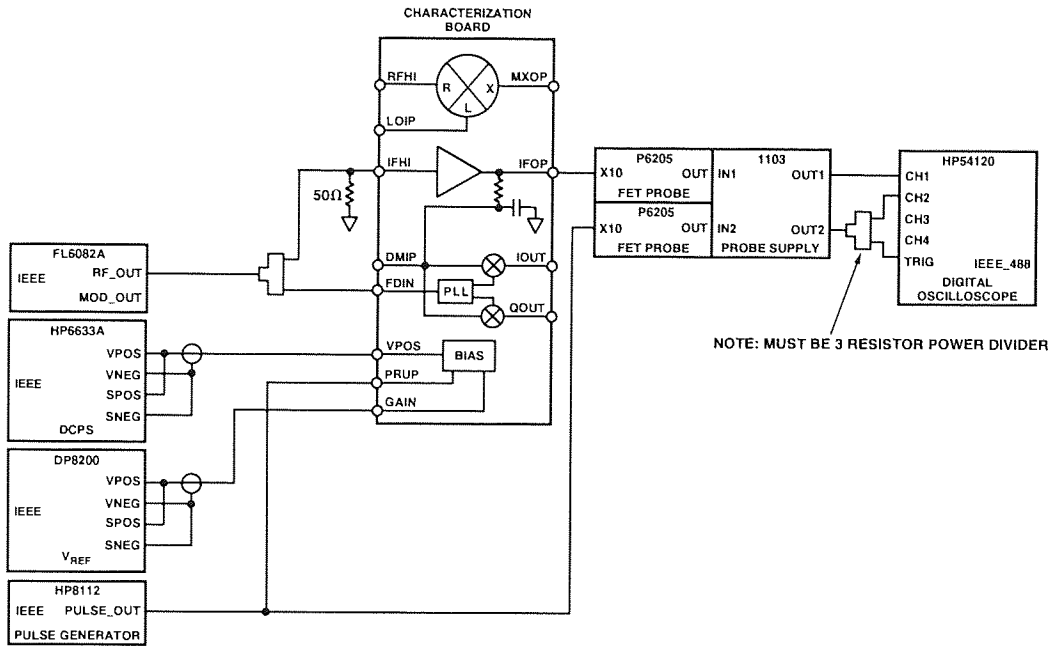 CHARACTERIZATION
BOARD
RFHI
R
X
L
MXOP
LOIP
IFHI
IFOP
50Ω
DMIP
IOUT
FDIN
PLL
QOUT
VPOS
BIAS
PRUP
GAIN
FL6082A
IEEE
RF_OUT
MOD_OUT
HP6633A
VPOS
IEEE
VNEG
SPOS
SNEG
DCPS
DP8200
VPOS
IEEE
VNEG
SPOS
SNEG
VREF
HP8112
IEEE PULSE_OUT
PULSE GENERATOR
P6205
X10 OUT
FET PROBE
P6205
X10 OUT
FET PROBE
1103
IN1 OUT1
IN2 OUT2
PROBE SUPPLY
HP54120
CH1
CH2
CH3
CH4
TRIG IEEE_488
DIGITAL
OSCILLOSCOPE
NOTE: MUST BE 3 RESISTOR POWER DIVIDER